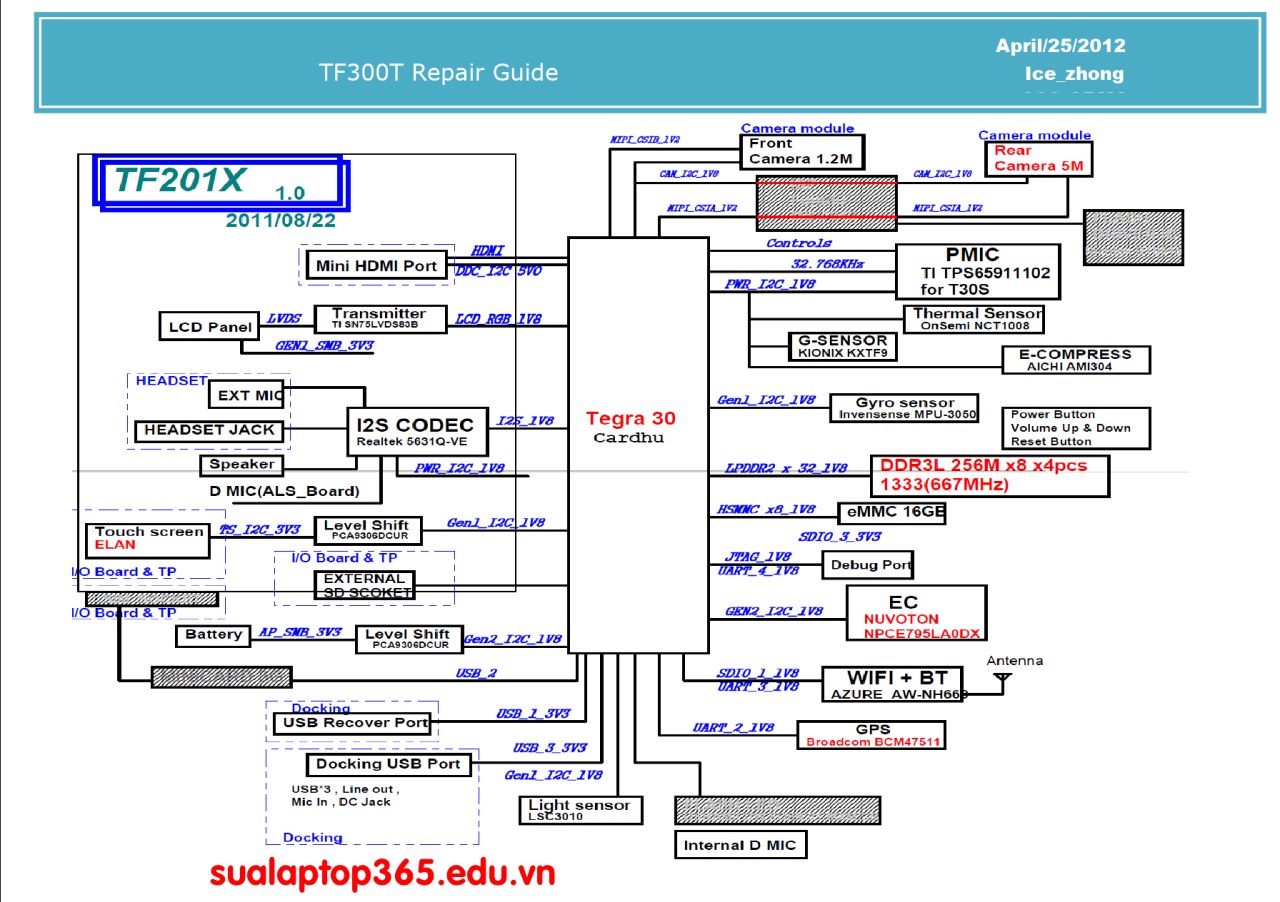 April/25/2012
TF300T Repair Guide
Ice_zhong
TF201X
1.0
2011/08/22
MIPI_CSIB_1V2
Camera module
Front
Camera 1.2M
Camera module
Rear
Camera 5M
CAM_I2C_1V8
CAM_I2C_1V8
MIPI_CSIA_1V2
MIPI_CSIA_1V2
Mini HDMI Port
HDMI
DDC_I2C_5V0
Controls
32.768KHz
PWR_I2C_1V8
PMIC
TI TPS65911102
for T30S
LCD Panel
LVDS
Transmitter
TI SN75LVDS83B
LCD_RGB_1V8
GEN1_SMB_3V3
Thermal Sensor
OnSemi NCT1008
G-SENSOR
KIONIX KXTF9
E-COMPRESS
AICHI AMI304
HEADSET
EXT MIC
HEADSET JACK
I2S CODEC
Realtek 5631Q-VE
I2S_1V8
Tegra 30
Cardhu
Gen1_I2C_1V8
Gyro sensor
Invensense MPU-3050
Power Button
Volume Up & Down
Reset Button
Speaker
PWR_I2C_1V8
D MIC(ALS_Board)
LPDDR2 x 32_1V8
DDR3L 256M x8 x4pcs
1333(667MHz)
HSMMC x8_1V8
eMMC 16GB
SDIO_3_3V3
Touch screen
ELAN
TS_I2C_3V3
Level Shift
PCA9306DCUR
Gen1_I2C_1V8
I/O Board & TP
I/O Board & TP
EXTERNAL
SD SCOKET
JTAG_1V8
UART_4_1V8
Debug Port
I/O Board & TP
GEN2_I2C_1V8
EC
NUVOTON
NPCE795LA0DX
Battery
AP_SMB_3V3
Level Shift
PCA9306DCUR
Gen2_I2C_1V8
USB_2
SDIO_1_1V8
UART_3_1V8
WIFI + BT
AZURE AW-NH660
Antenna
Docking
USB Recover Port
USB_1_3V3
UART_2_1V8
GPS
Broadcom BCM47511
Docking USB Port
USB_3_3V3
Gen1_I2C_1V8
USB*3 , Line out ,
Mic In , DC Jack
Docking
Light sensor
LSC3010
Internal D MIC
sualaptop365.edu.vn